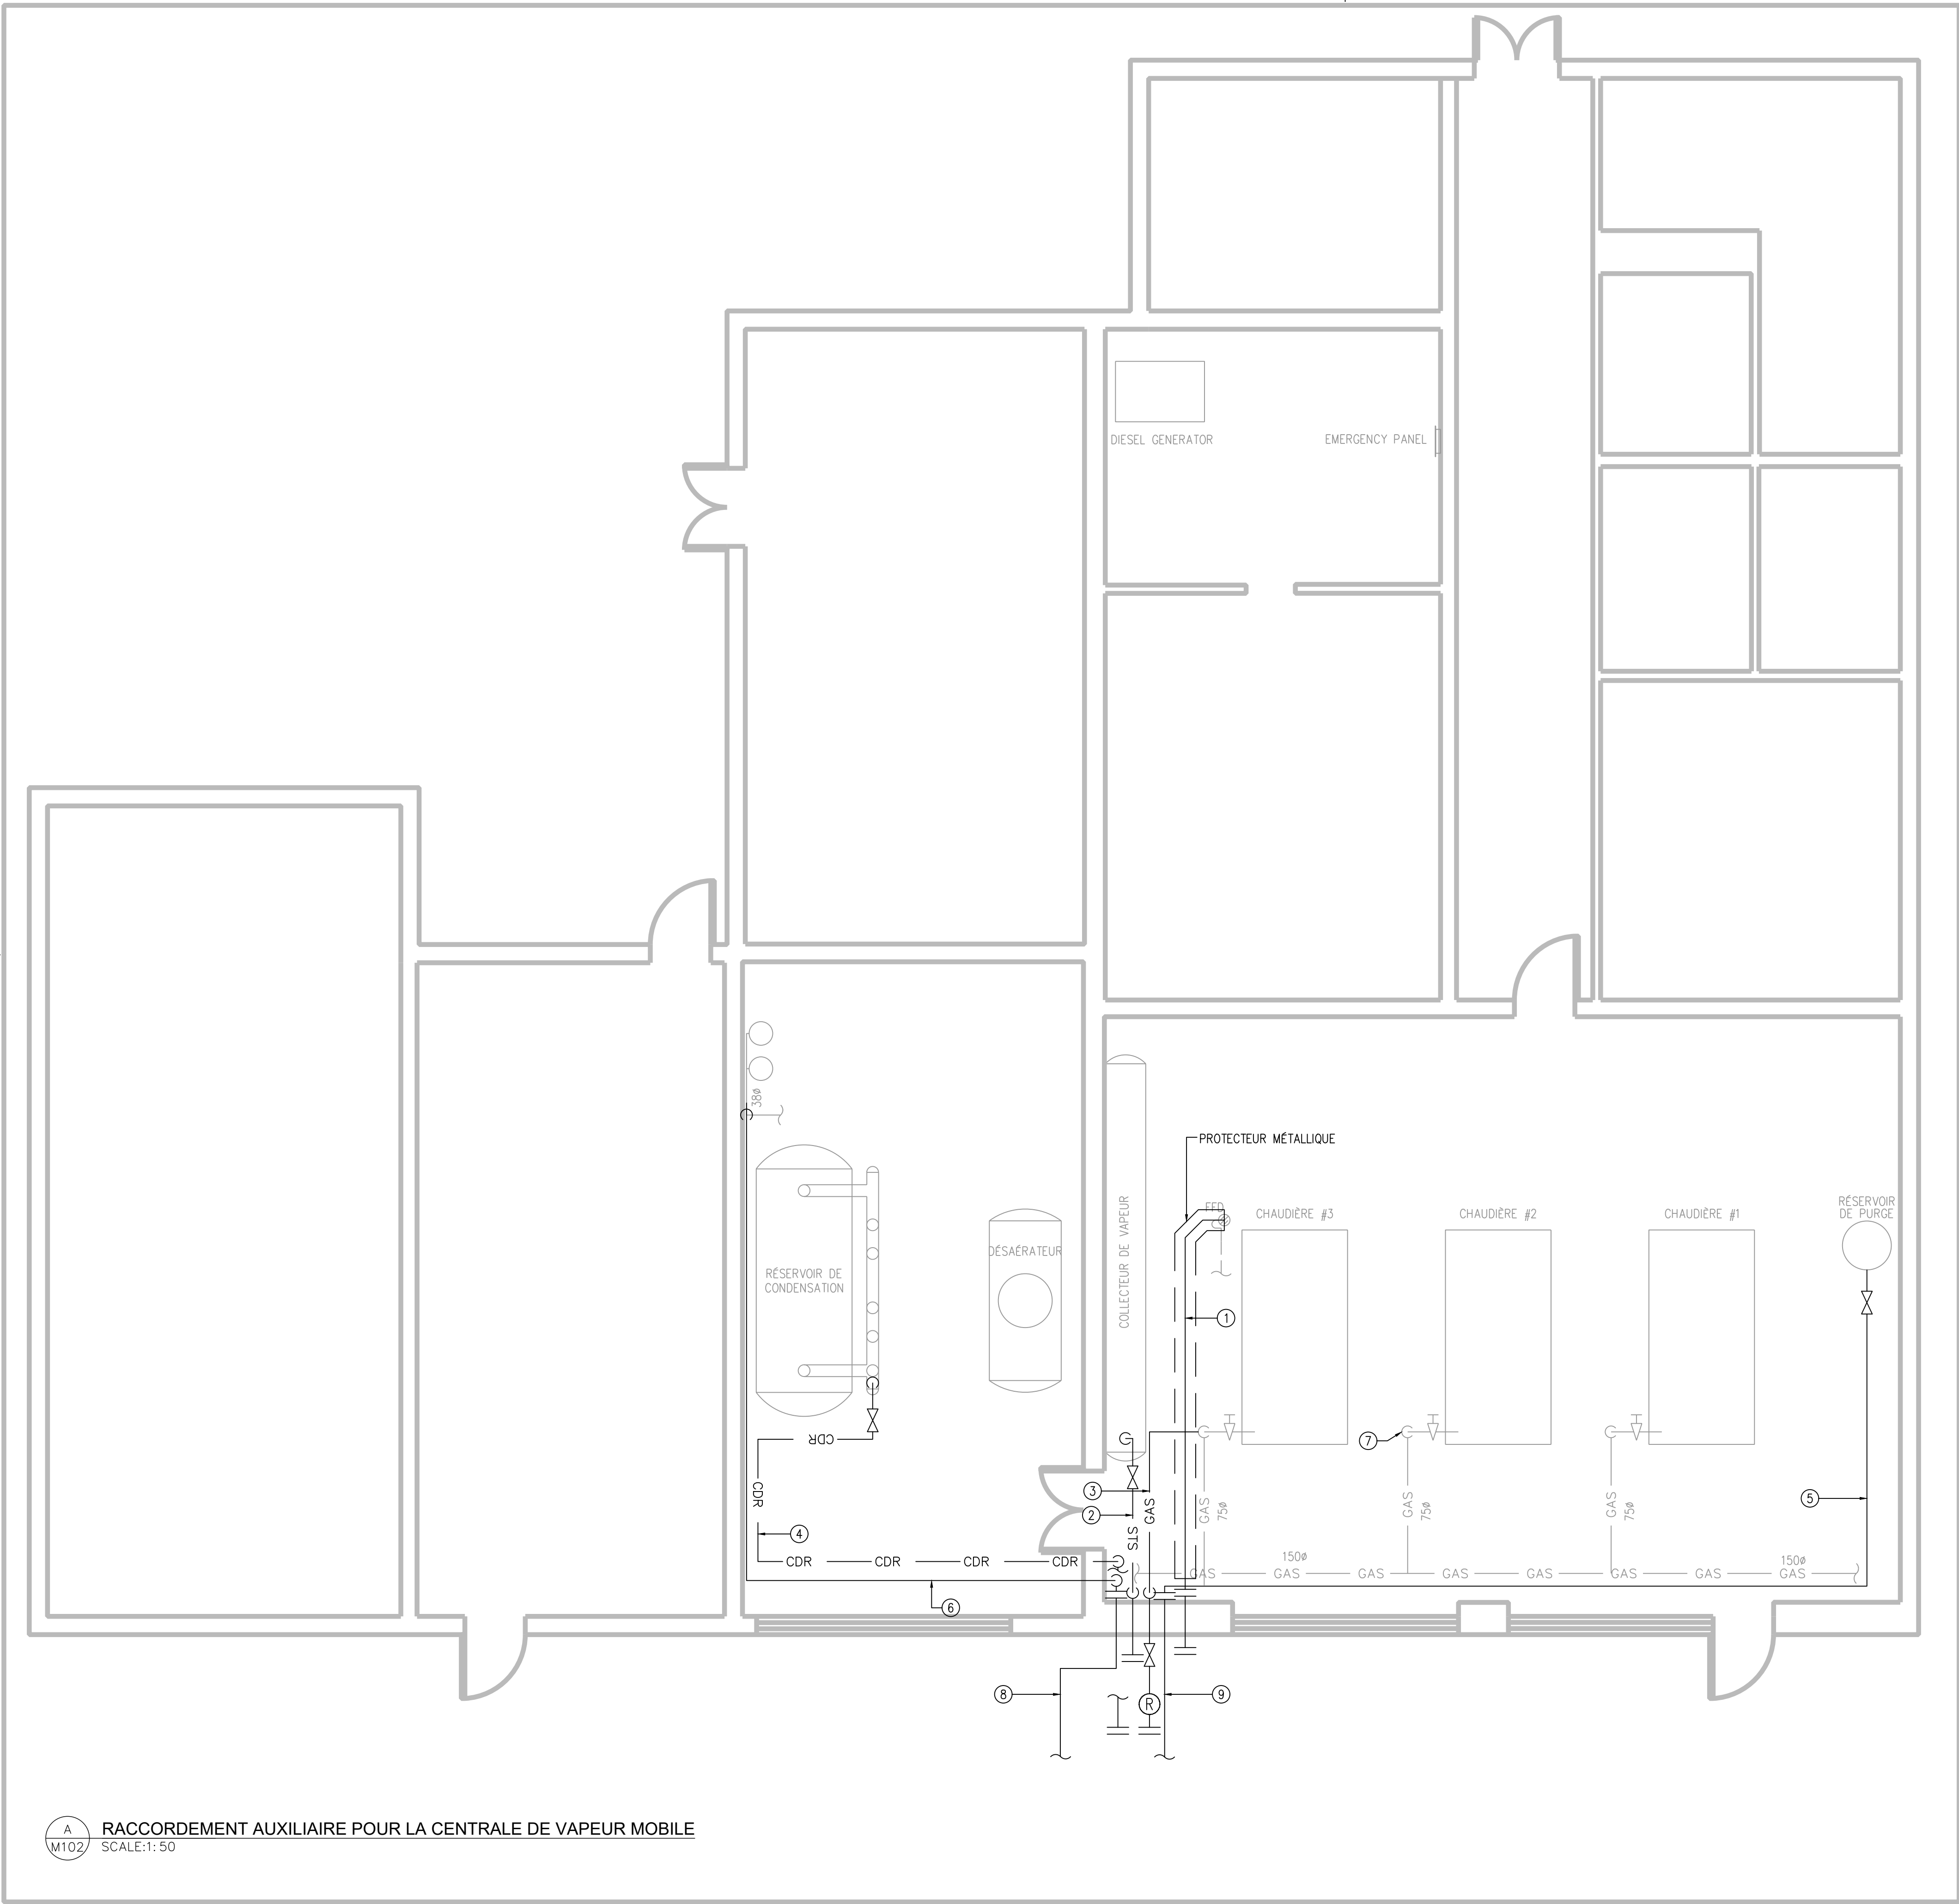 DIESEL GENERATOR
EMERGENCY PANEL
38ø
PROTECTEUR MÉTALLIQUE
COLLECTEUR DE VAPEUR
CHAUDIÈRE #3
CHAUDIÈRE #2
CHAUDIÈRE #1
RÉSERVOIR
DE PURGE
DÉSAÉRATEUR
RÉSERVOIR DE
CONDENSATION
1
CDR
7
CDR
3
GAS
GAS
75ø
GAS
75ø
GAS
75ø
5
2
STS
4
CDR
CDR
CDR
CDR
150ø
150ø
GAS
GAS
GAS
GAS
GAS
GAS
GAS
GAS
6
8
R
9
A
M102
RACCORDEMENT AUXILIAIRE POUR LA CENTRALE DE VAPEUR MOBILE
SCALE:1:50